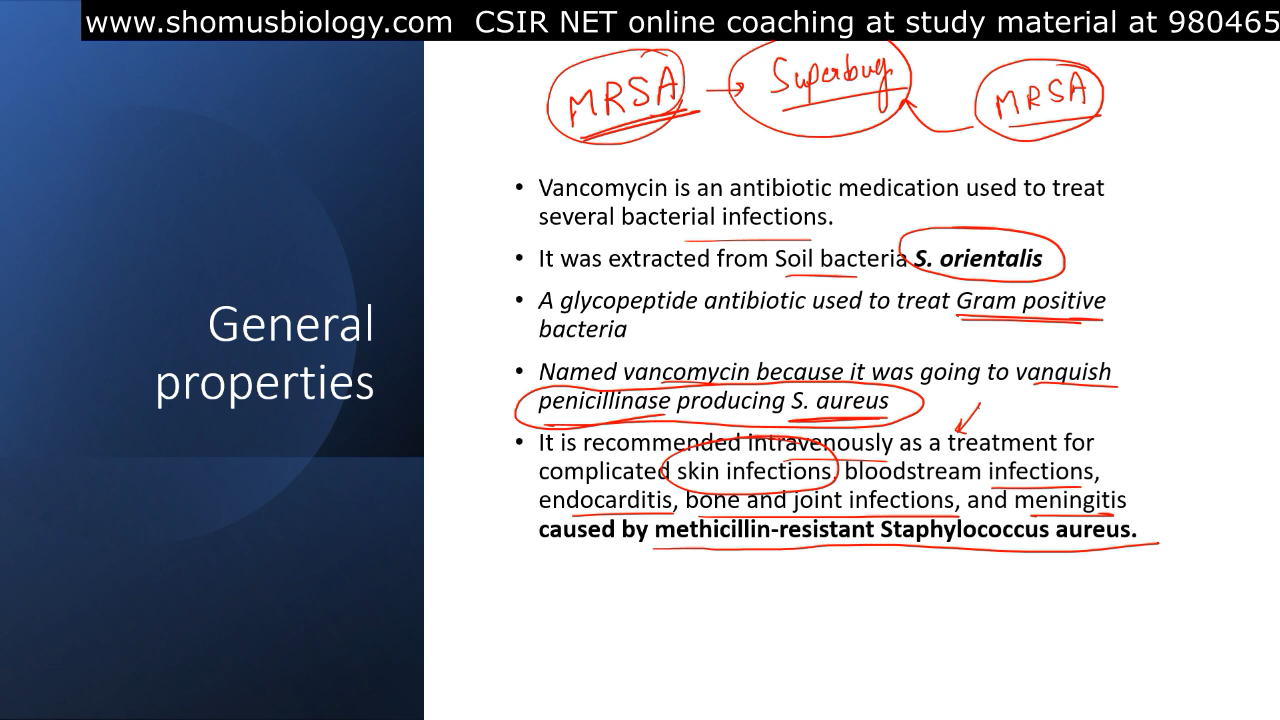 www.shomusbiology.com CSIR NET online coaching at study material at 980465
MRSA → Superbug MRSA
General
properties
• Vancomycin is an antibiotic medication used to treat
several bacterial infections.
• It was extracted from Soil bacteria S. orientalis
• A glycopeptide antibiotic used to treat Gram positive
bacteria
• Named vancomycin because it was going to vanquish
penicillinase producing S. aureus
• It is recommended intravenously as a treatment for
complicated skin infections, bloodstream infections,
endocarditis, bone and joint infections, and meningitis
caused by methicillin-resistant Staphylococcus aureus.